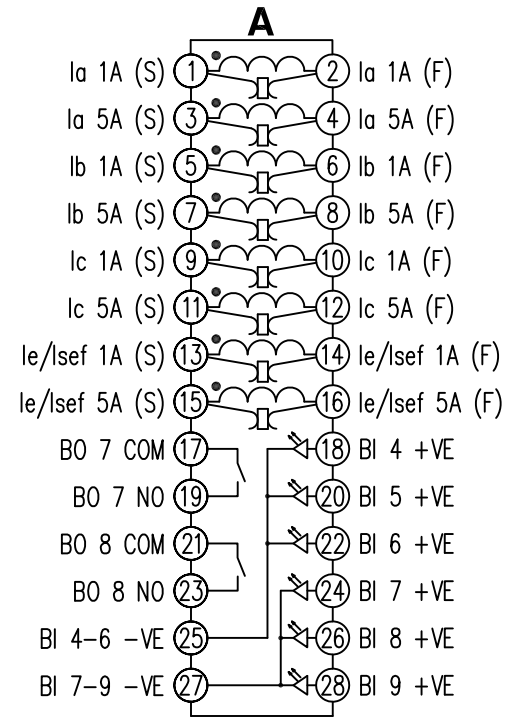 A
Ia 1A (S) 1 2 Ia 1A (F)
Ia 5A (S) 3 4 Ia 5A (F)
Ib 1A (S) 5 6 Ib 1A (F)
Ib 5A (S) 7 8 Ib 5A (F)
Ic 1A (S) 9 10 Ic 1A (F)
Ic 5A (S) 11 12 Ic 5A (F)
Ie/Isef 1A (S) 13 14 Ie/Isef 1A (F)
Ie/Isef 5A (S) 15 16 Ie/Isef 5A (F)
BO 7 COM 17 18 BI 4 +VE
BO 7 NO 19 20 BI 5 +VE
BO 8 COM 21 22 BI 6 +VE
BO 8 NO 23 24 BI 7 +VE
BI 4-6 -VE 25 26 BI 8 +VE
BI 7-9 -VE 27 28 BI 9 +VE